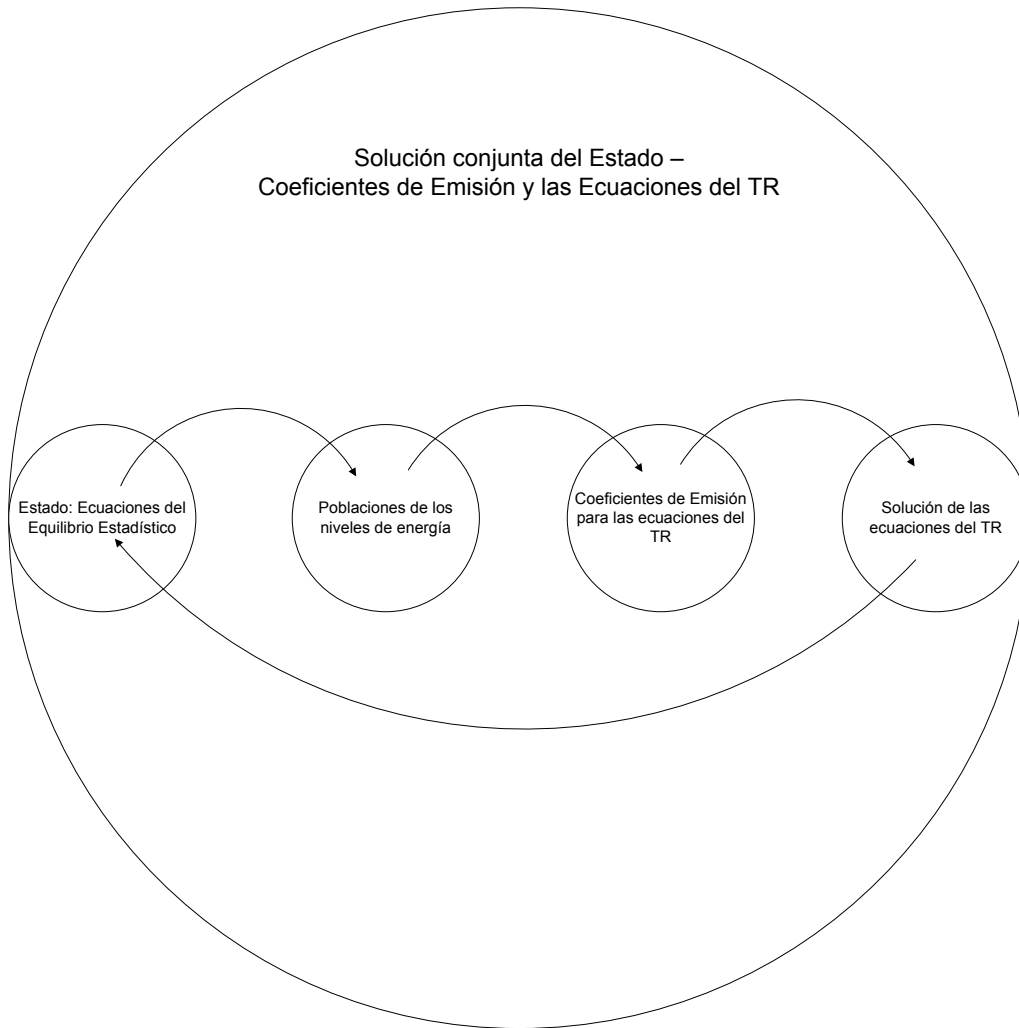 Solución conjunta del Estado –
Coeficientes de Emisión y las Ecuaciones del TR
Estado: Ecuaciones del
Equilibrio Estadístico
Poblaciones de los
niveles de energía
Coeficientes de Emisión
para las ecuaciones del
TR
Solución de las
ecuaciones del TR